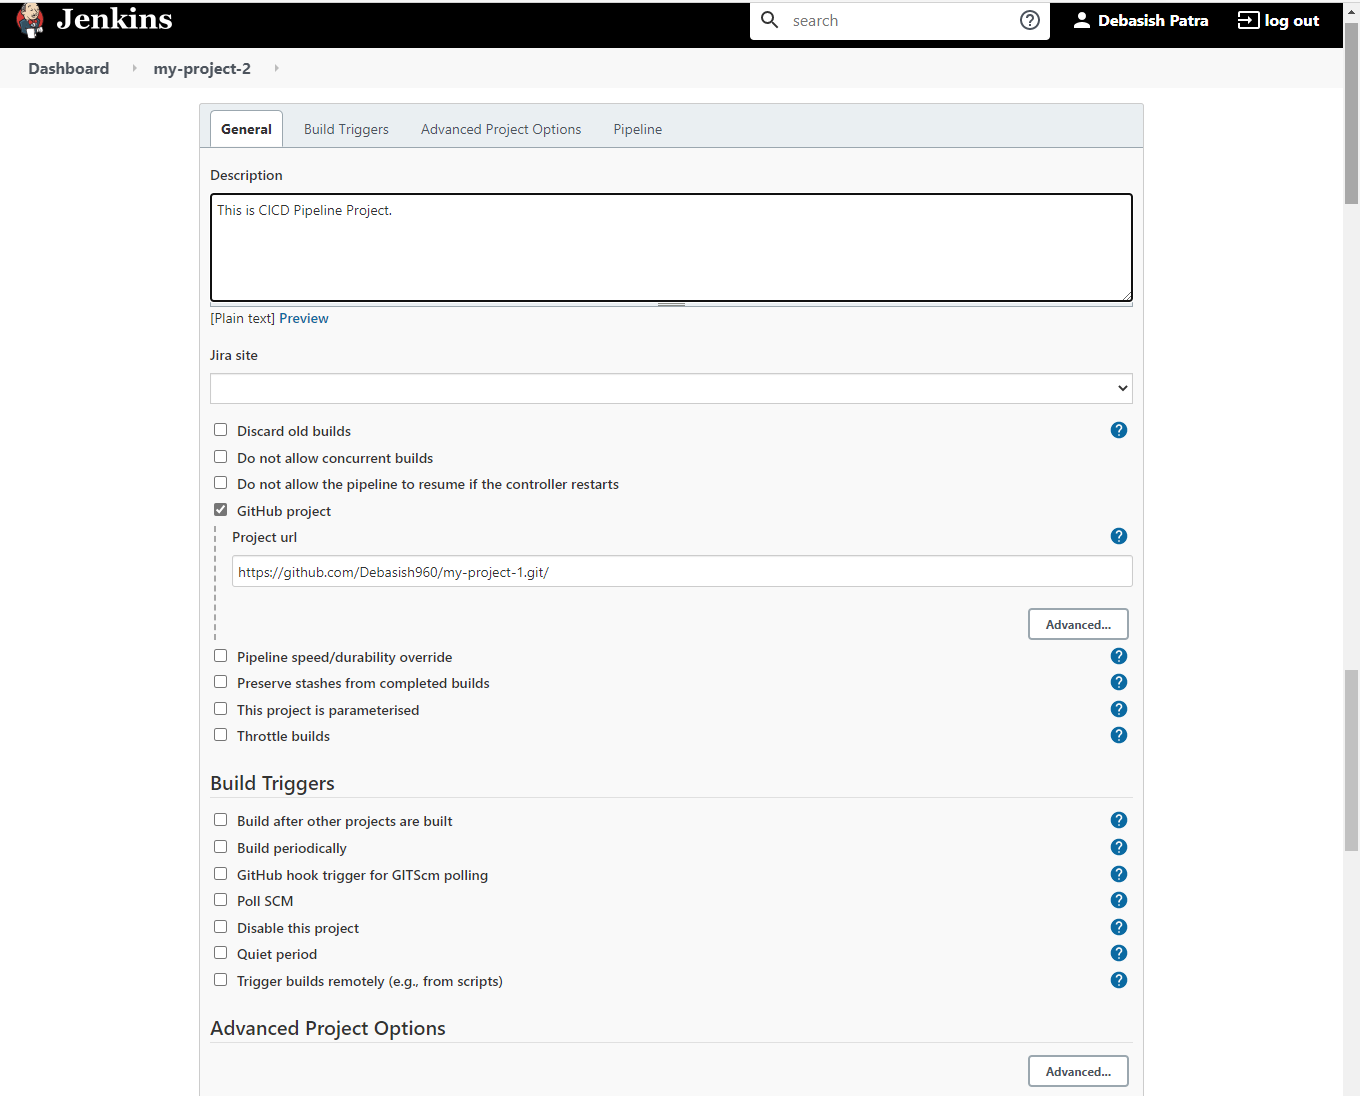 Jenkins
search
Debasish Patra
log out
Dashboard
my-project-2
General
Build Triggers
Advanced Project Options
Pipeline
Description
This is CICD Pipeline Project.
[Plain text] Preview
Jira site
Discard old builds
?
Do not allow concurrent builds
Do not allow the pipeline to resume if the controller restarts
GitHub project
Project url
?
https://github.com/Debasish960/my-project-1.git/
Advanced...
Pipeline speed/durability override
?
Preserve stashes from completed builds
?
This project is parameterised
?
Throttle builds
?
Build Triggers
Build after other projects are built
?
Build periodically
?
GitHub hook trigger for GITScm polling
?
Poll SCM
?
Disable this project
?
Quiet period
?
Trigger builds remotely (e.g., from scripts)
?
Advanced Project Options
Advanced...